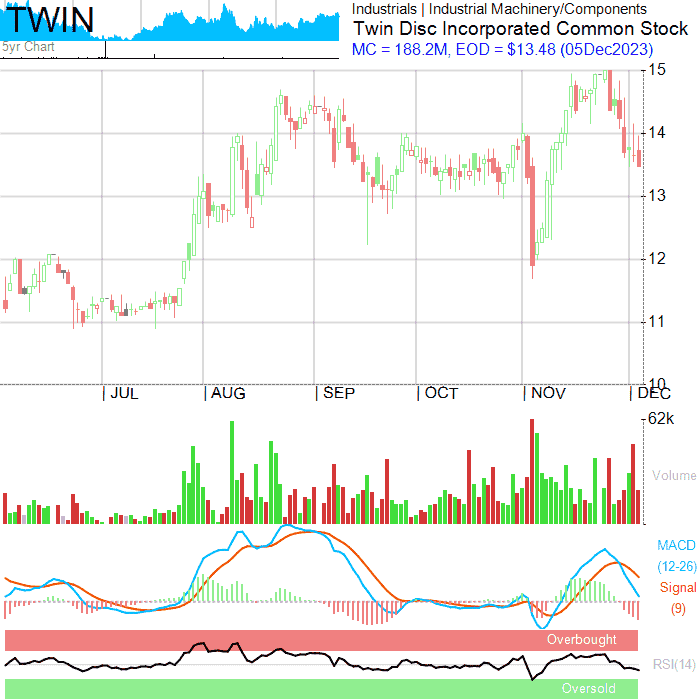 TWIN
5yr Chart
Industrials | Industrial Machinery/Components
Twin Disc Incorporated Common Stock
MC = 188.2M, EOD = $13.48 (05Dec2023)
15
14
13
12
11
10
| JUL | AUG | SEP | OCT | NOV | DEC
62k
Volume
MACD
(12-26)
Signal
(9)
Overbought
RSI(14)
Oversold